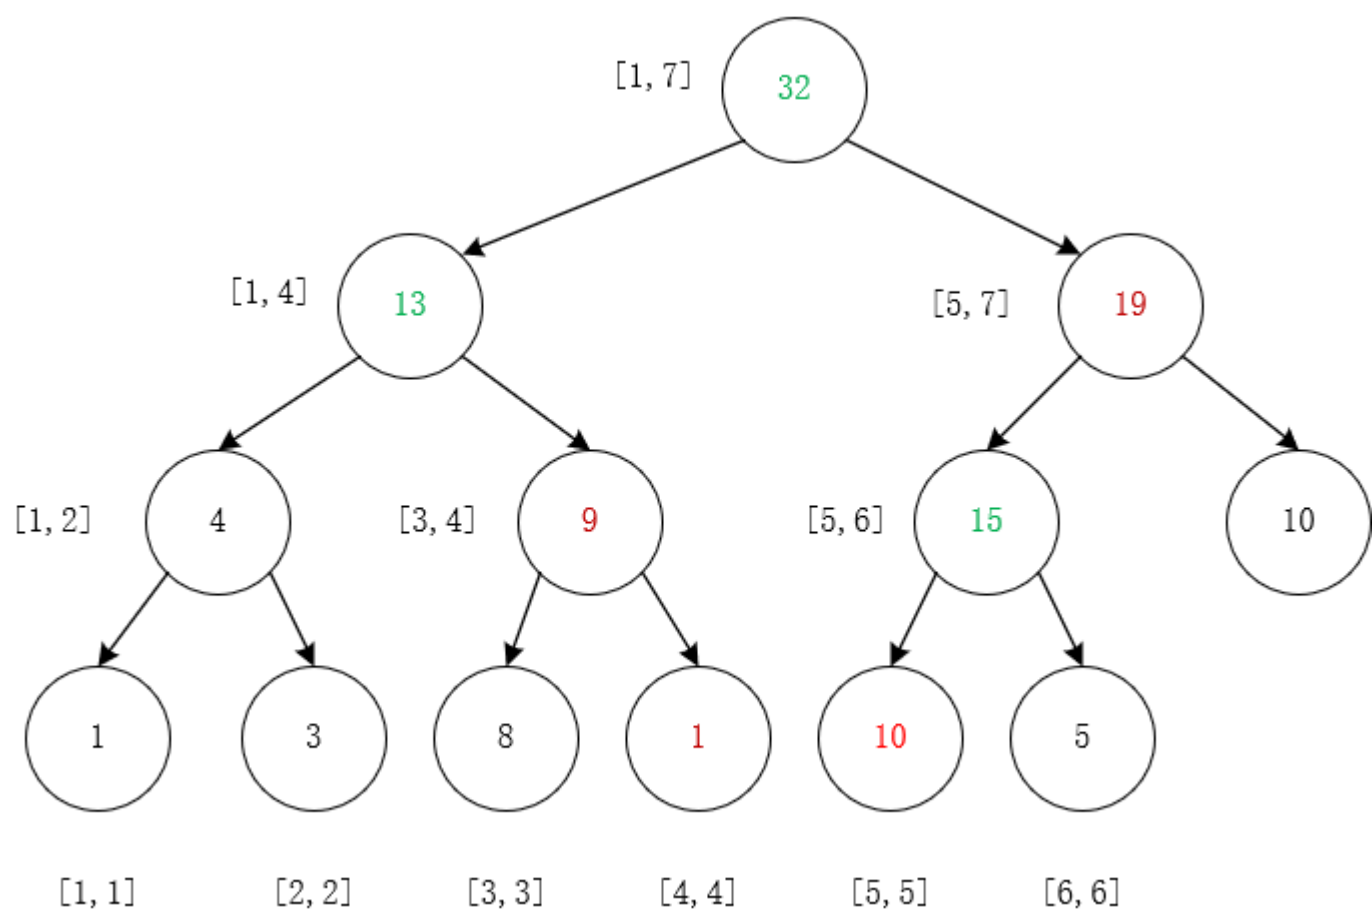 [1,7] 32
[1,4] 13 [5,7] 19
[1,2] 4 [3,4] 9 [5,6] 15 10
1 3 8 1 10 5
[1,1] [2,2] [3,3] [4,4] [5,5] [6,6]